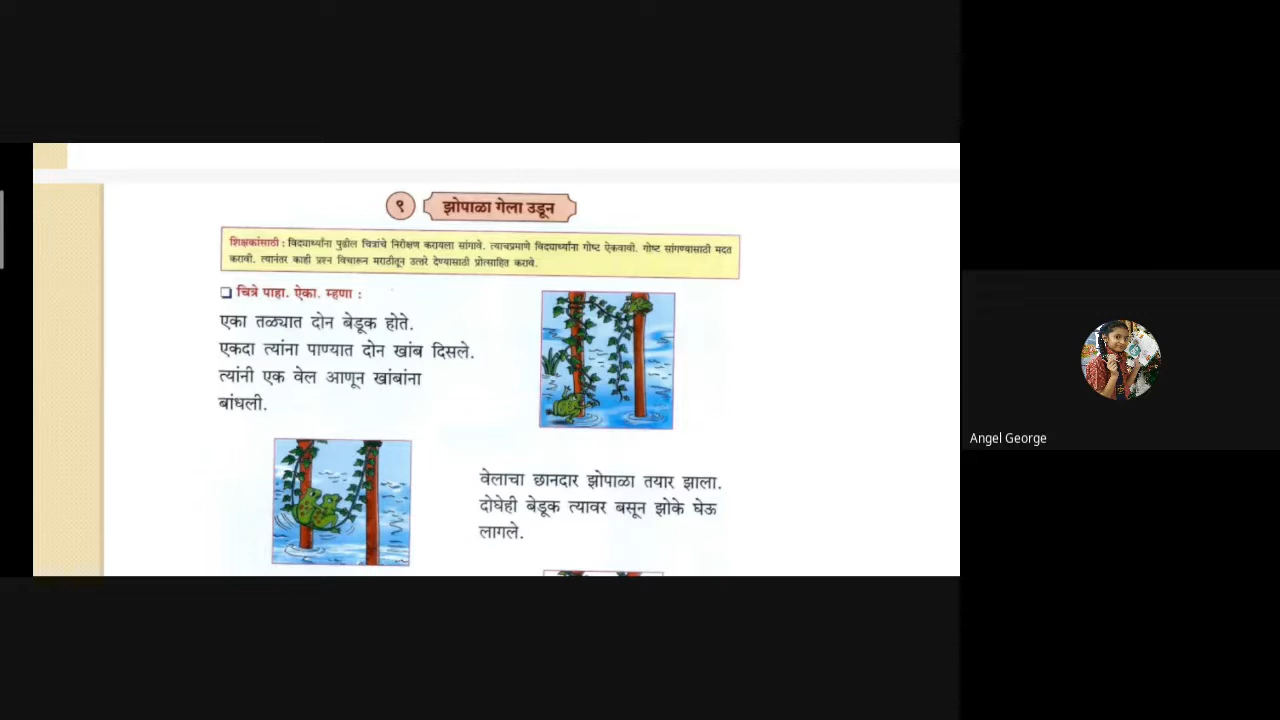 ९ झोपाळा गेला उडून
शिक्षकांसाठी : विद्यार्थ्यांना पुढील चित्रांचे निरीक्षण करायला सांगावे. त्याचप्रमाणे विद्यार्थ्यांना गोष्ट ऐकवावी. गोष्ट सांगण्यासाठी मदत
करावी. त्यानंतर काही प्रश्न विचारून मराठीतून उत्तरे देण्यासाठी प्रोत्साहित करावे.
❑ चित्रे पाहा. ऐका. म्हणा :
एका तळ्यात दोन बेडूक होते.
एकदा त्यांना पाण्यात दोन खांब दिसले.
त्यांनी एक वेल आणून खांबांना
बांधली.
वेलाचा छानदार झोपाळा तयार झाला.
दोघेही बेडूक त्यावर बसून झोके घेऊ
लागले.
Angel George